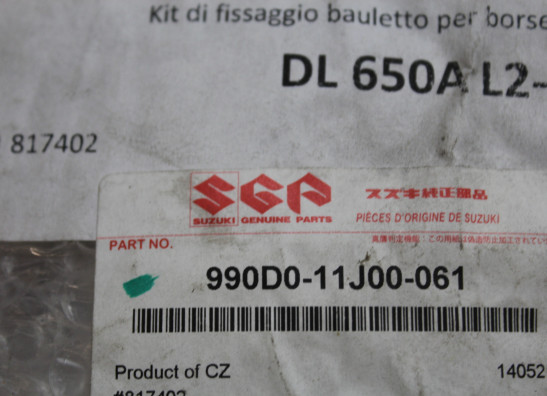 Kit di fissaggio bauletto per borse
DL 650A L2-
817402
SGP
SUZUKI GENUINE PARTS
スズキ純正部品
PIÈCES D'ORIGINE DE SUZUKI
PART NO.
990D0-11J00-061
Product of CZ
14052
#817402